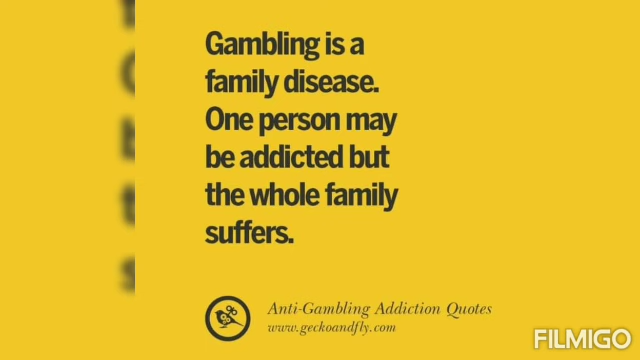 Gambling is a
family disease.
One person may
be addicted but
the whole family
suffers.
Anti-Gambling Addiction Quotes
www.geckoandfly.com
FILMIGO